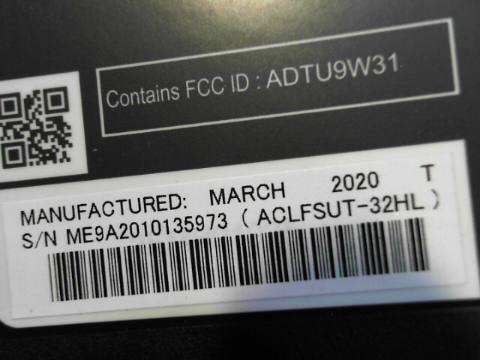 Contains FCC ID : ADTU9W31
MANUFACTURED: MARCH 2020 T
S/N ME9A2010135973 ( ACLFSUT-32HL )